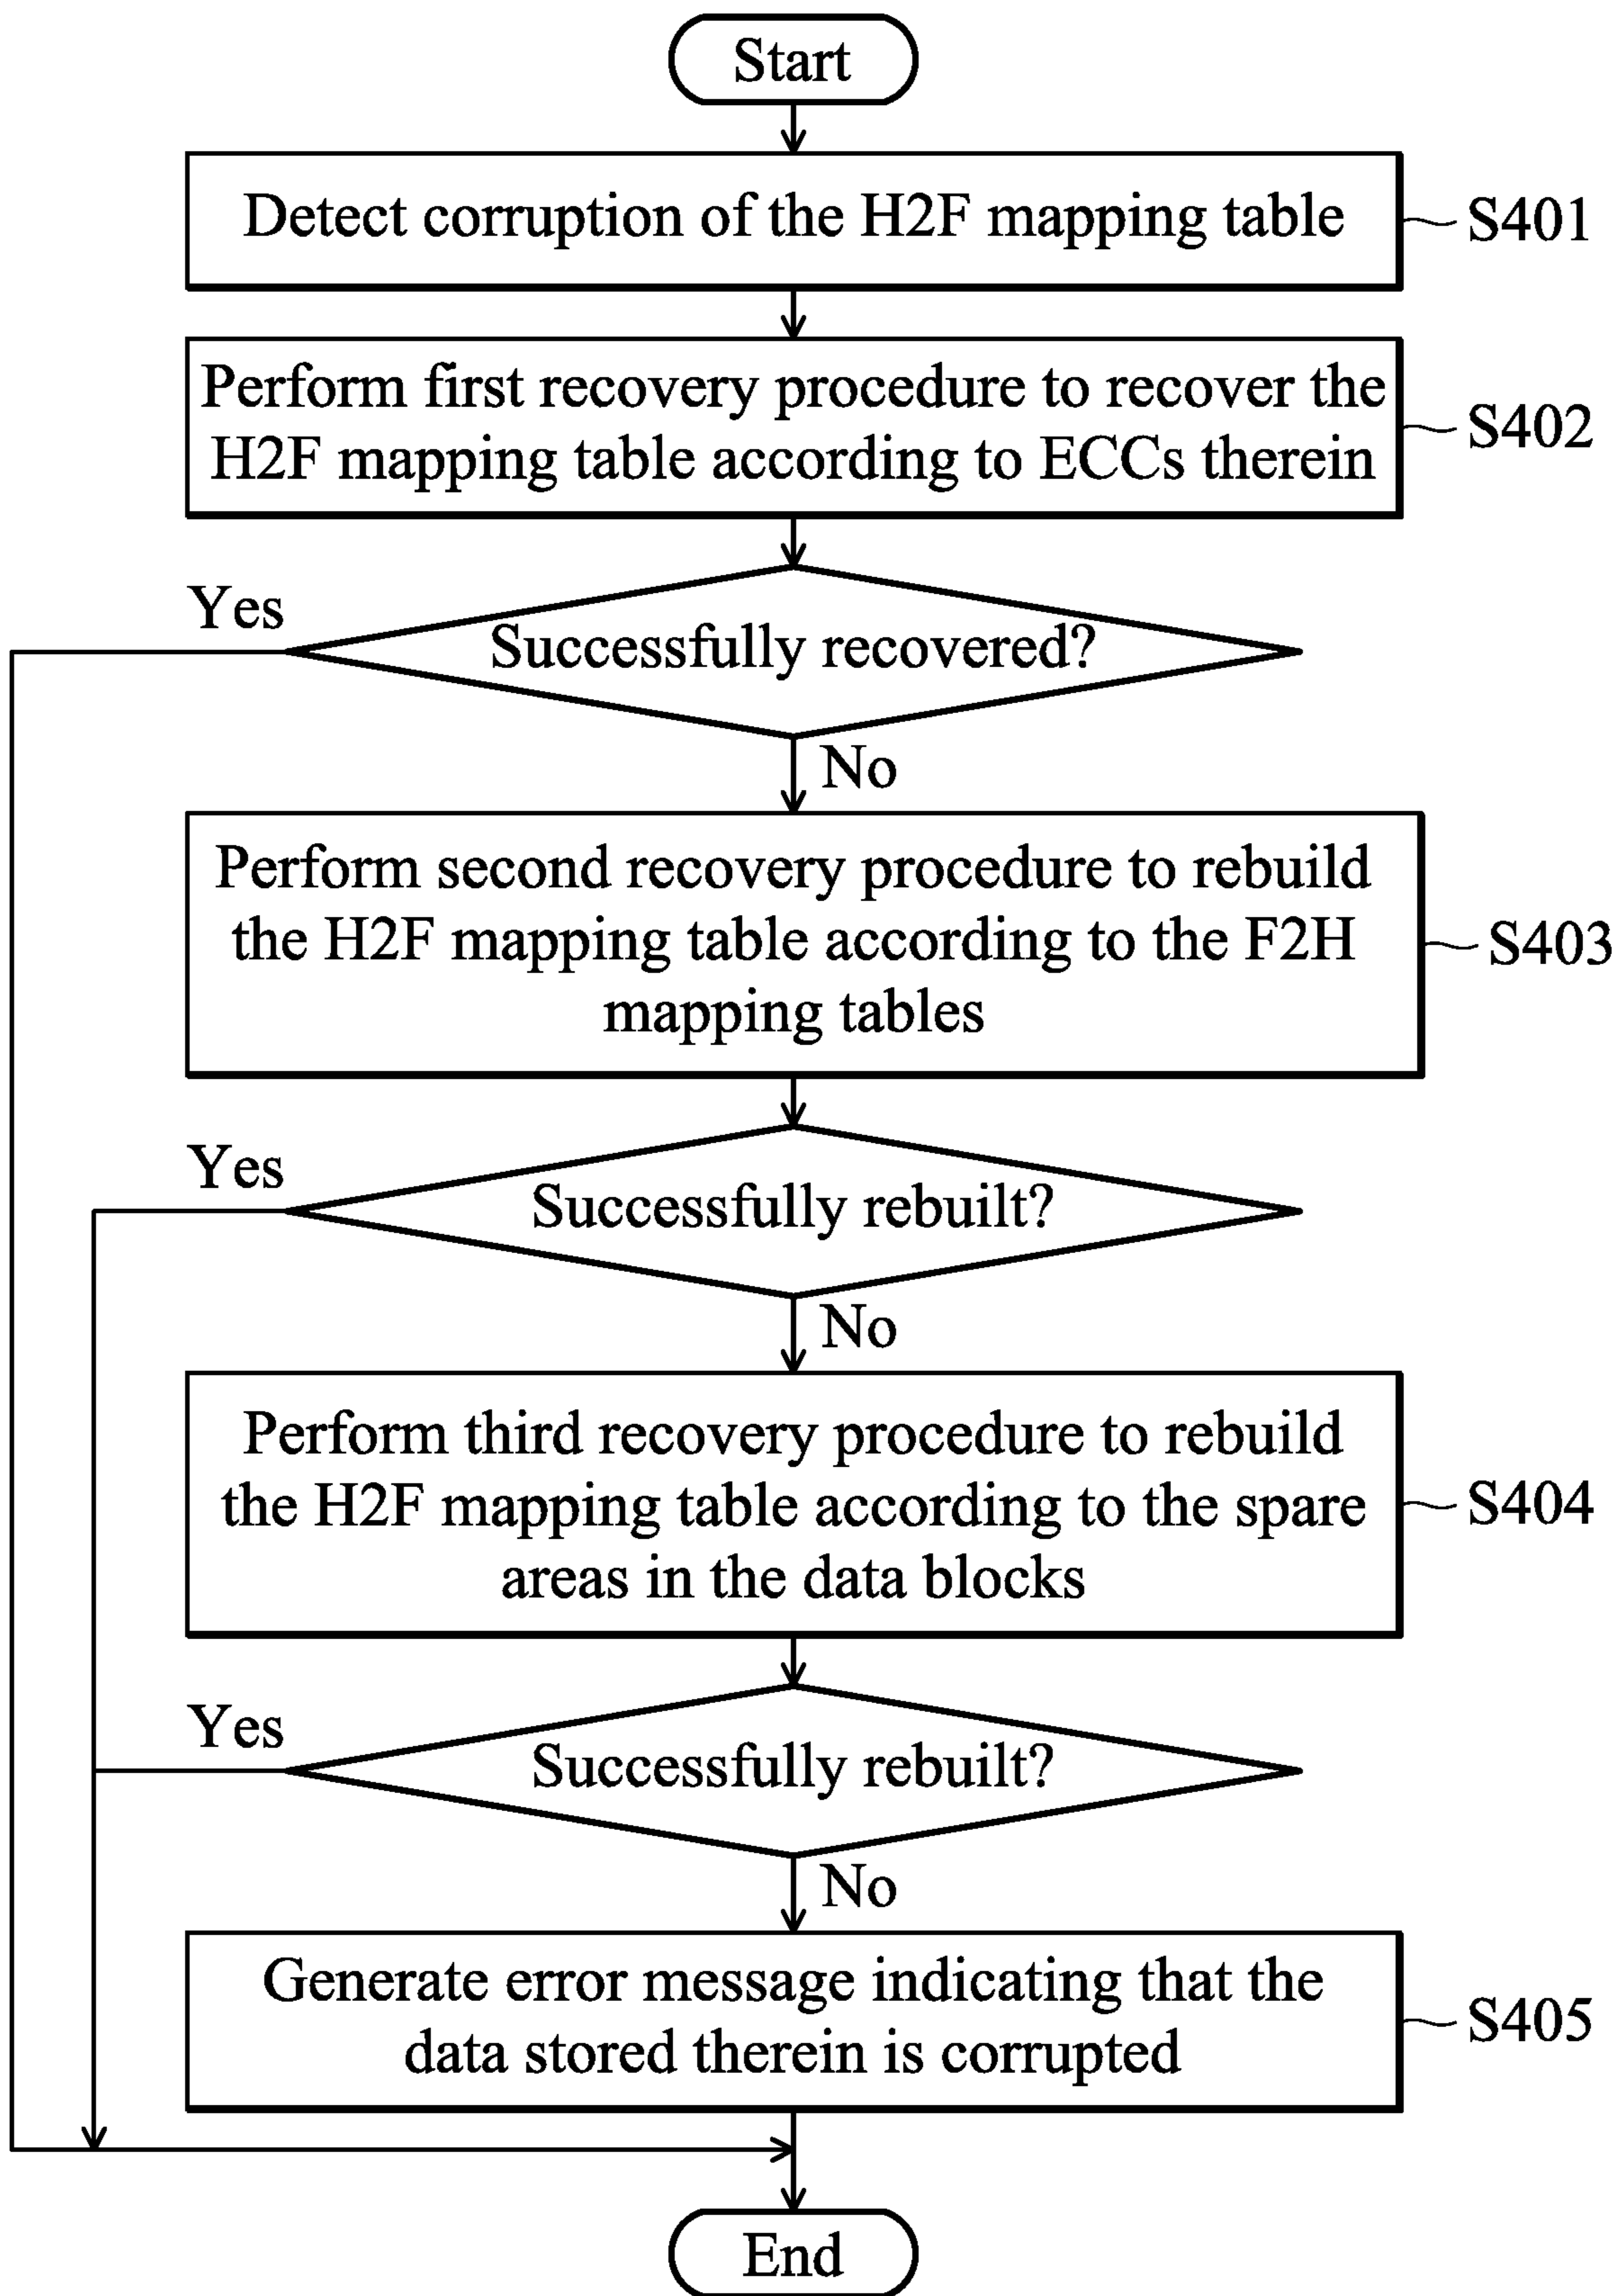 Start
Detect corruption of the H2F mapping table
S401
Perform first recovery procedure to recover the
H2F mapping table according to ECCs therein
S402
Yes
Successfully recovered?
No
Perform second recovery procedure to rebuild
the H2F mapping table according to the F2H
mapping tables
S403
Yes
Successfully rebuilt?
No
Perform third recovery procedure to rebuild
the H2F mapping table according to the spare
areas in the data blocks
S404
Yes
Successfully rebuilt?
No
Generate error message indicating that the
data stored therein is corrupted
S405
End